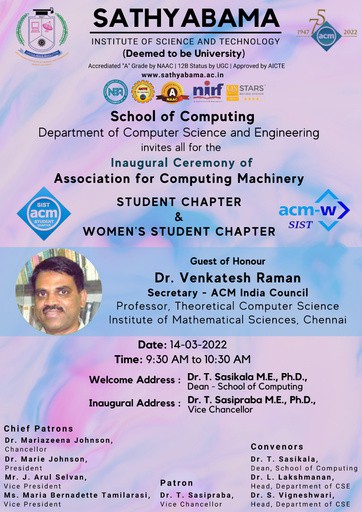 SATHYABAMA
INSTITUTE OF SCIENCE AND TECHNOLOGY
(Deemed to be University)
Accrediated "A" Grade by NAAC | 12B Status by UGC | Approved by AICTE
www.sathyabama.ac.in
1947
75
acm
2022
NBA
A
NAAC
nirf
STARS
School of Computing
Department of Computer Science and Engineering
invites all for the
Inaugural Ceremony of
Association for Computing Machinery
SIST
acm
STUDENT CHAPTER
STUDENT CHAPTER
&
WOMEN'S STUDENT CHAPTER
acm-w
SIST
Guest of Honour
Dr. Venkatesh Raman
Secretary - ACM India Council
Professor, Theoretical Computer Science
Institute of Mathematical Sciences, Chennai
Date: 14-03-2022
Time: 9:30 AM to 10:30 AM
Welcome Address : Dr. T. Sasikala M.E., Ph.D.,
Dean - School of Computing
Inaugural Address : Dr. T. Sasipraba M.E., Ph.D.,
Vice Chancellor
Chief Patrons
Dr. Mariazeena Johnson,
Chancellor
Dr. Marie Johnson,
President
Mr. J. Arul Selvan,
Vice President
Ms. Maria Bernadette Tamilarasi,
Vice President
Patron
Dr. T. Sasipraba,
Vice Chancellor
Convenors
Dr. T. Sasikala,
Dean, School of Computing
Dr. L. Lakshmanan,
Head, Department of CSE
Dr. S. Vigneshwari,
Head, Department of CSE